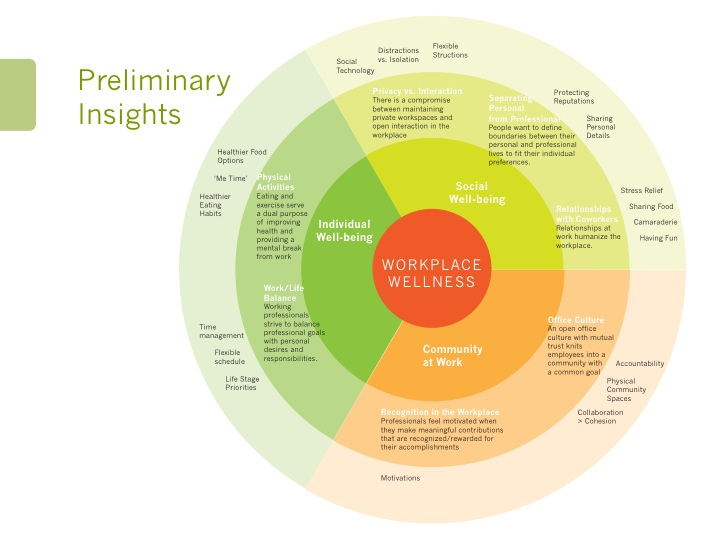 Preliminary
Insights
Social
Technology
Distractions
vs. Isolation
Flexible
Structions
Privacy vs. Interaction
There is a compromise
between maintaining
private workspaces and
open interaction in the
workplace
Separating
Personal
from Professional
People want to define
boundaries between their
personal and professional
lives to fit their individual
preferences.
Protecting
Reputations
Sharing
Personal
Details
Social
Well-being
Relationships
with Coworkers
Relationships at
work humanize the
workplace.
Stress Relief
Sharing Food
Camaraderie
Having Fun
Healthier Food
Options
'Me Time'
Healthier
Eating
Habits
Physical
Activities
Eating and
exercise serve
a dual purpose
of improving
health and
providing a
mental break
from work
Individual
Well-being
WORKPLACE
WELLNESS
Work/Life
Balance
Working
professionals
strive to balance
professional goals
with personal
desires and
responsibilities.
Time
management
Flexible
schedule
Life Stage
Priorities
Community
at Work
Office Culture
An open office
culture with mutual
trust knits
employees into a
community with
a common goal
Accountability
Physical
Community
Spaces
Collaboration
> Cohesion
Recognition in the Workplace
Professionals feel motivated when
they make meaningful contributions
that are recognized/rewarded for
their accomplishments
Motivations